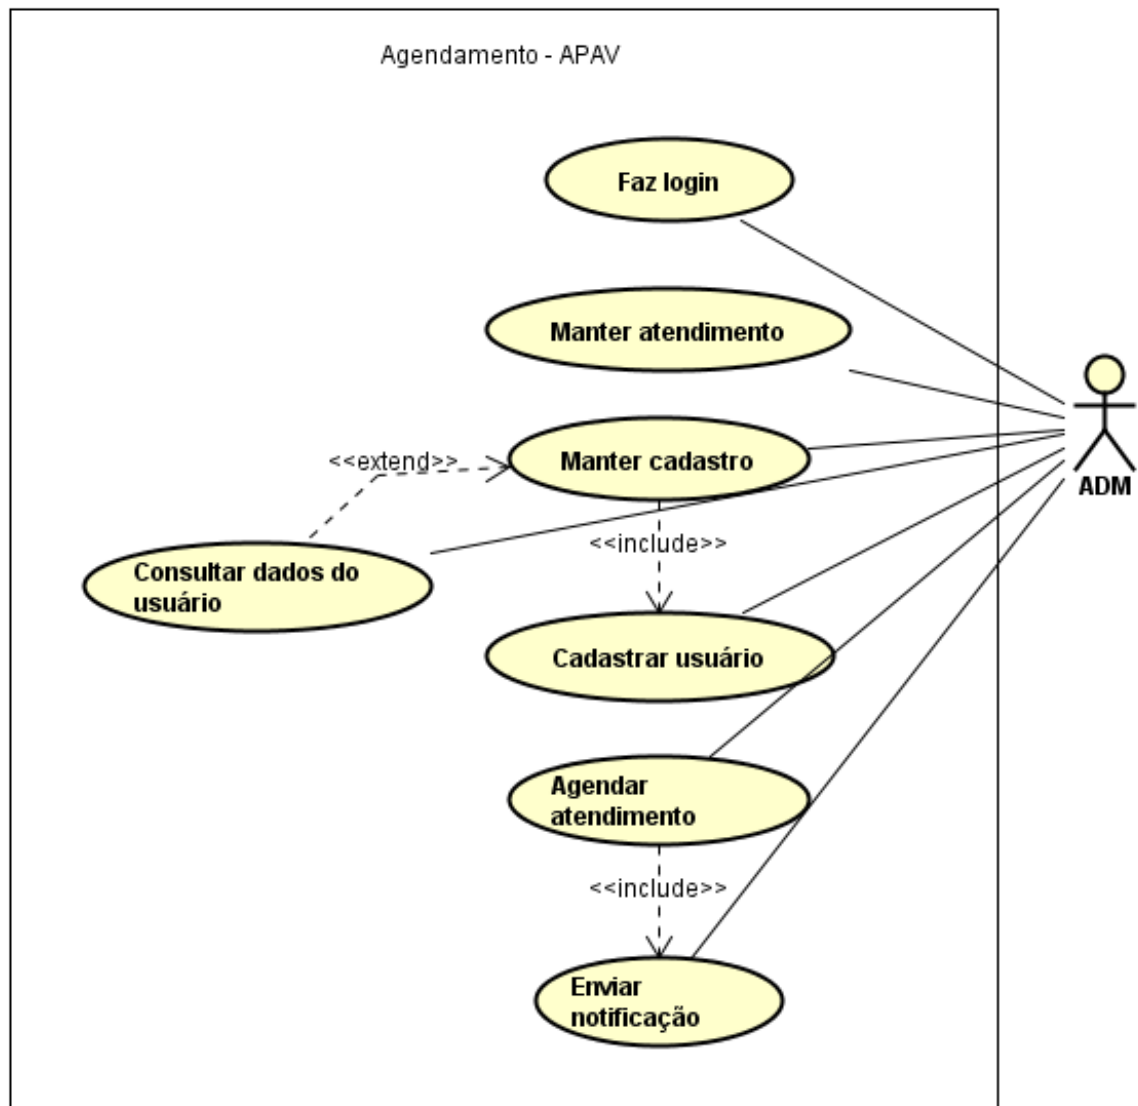 Agendamento - APAV
Faz login
Manter atendimento
Manter cadastro
<<extend>>
ADM
<<include>>
Consultar dados do
usuário
Cadastrar usuário
Agendar
atendimento
<<include>>
Enviar
notificação